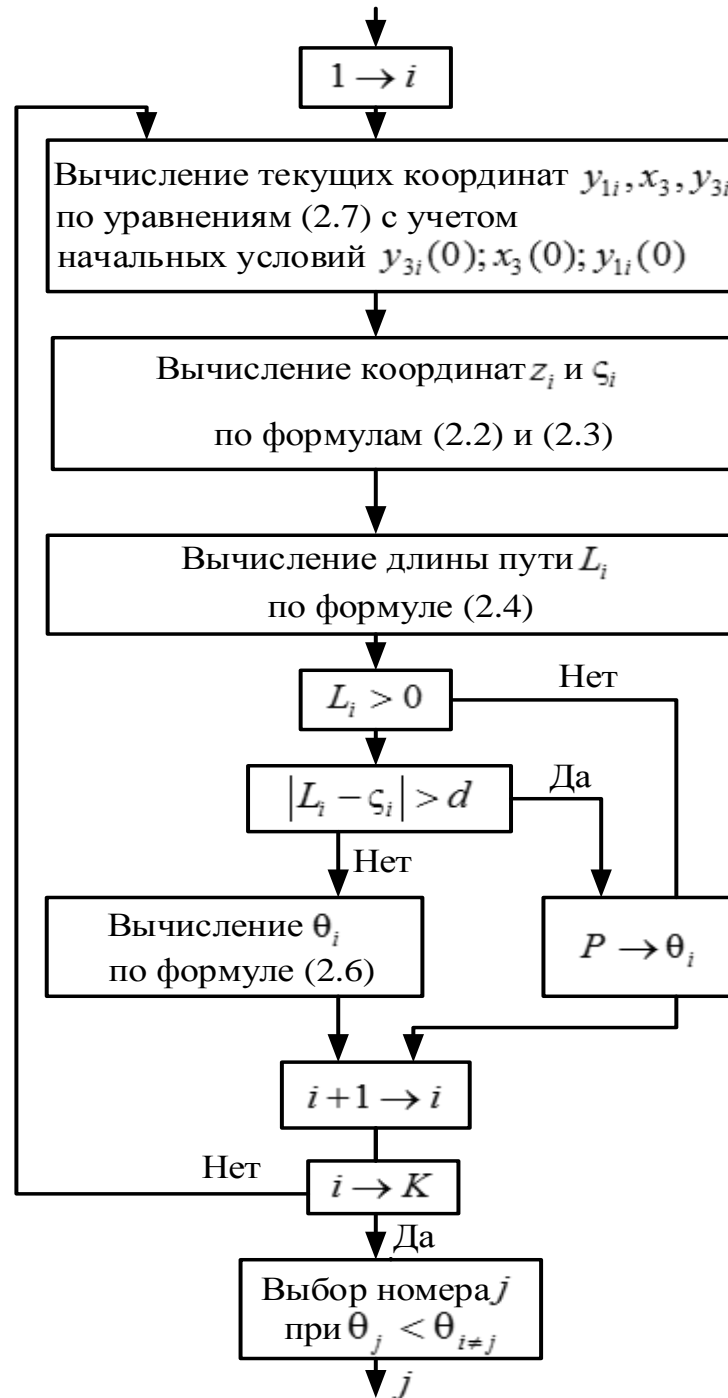 1 → i
Вычисление текущих координат y₁ᵢ, x₃, y₃ᵢ
по уравнениям (2.7) с учетом
начальных условий y₃ᵢ(0); x₃(0); y₁ᵢ(0)
Вычисление координат zᵢ и ςᵢ
по формулам (2.2) и (2.3)
Вычисление длины пути Lᵢ
по формуле (2.4)
Lᵢ > 0
Нет
|Lᵢ − ςᵢ| > d
Да
Нет
Вычисление θᵢ
по формуле (2.6)
P → θᵢ
i + 1 → i
Нет
i → K
Да
Выбор номера j
при θⱼ < θ_{i≠j}
j